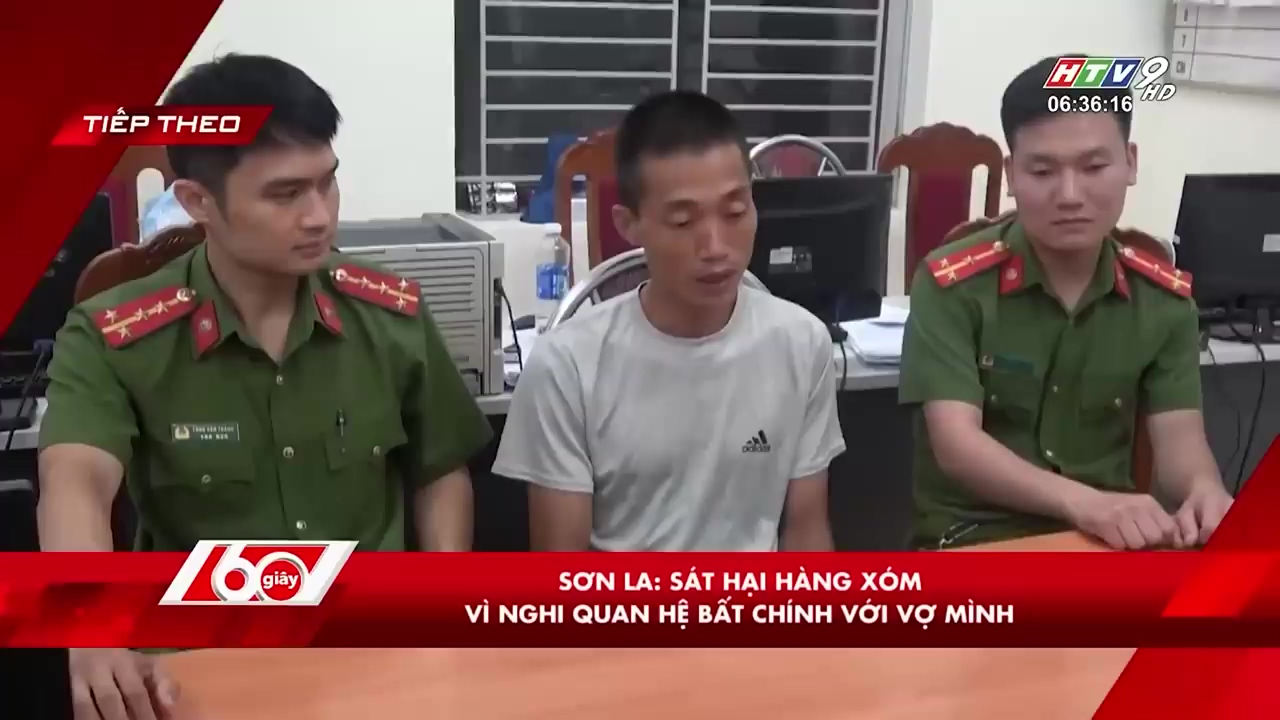 HTV9
HD
06:36:16
TIẾP THEO
adidas
60
giây
SƠN LA: SÁT HẠI HÀNG XÓM
VÌ NGHI QUAN HỆ BẤT CHÍNH VỚI VỢ MÌNH